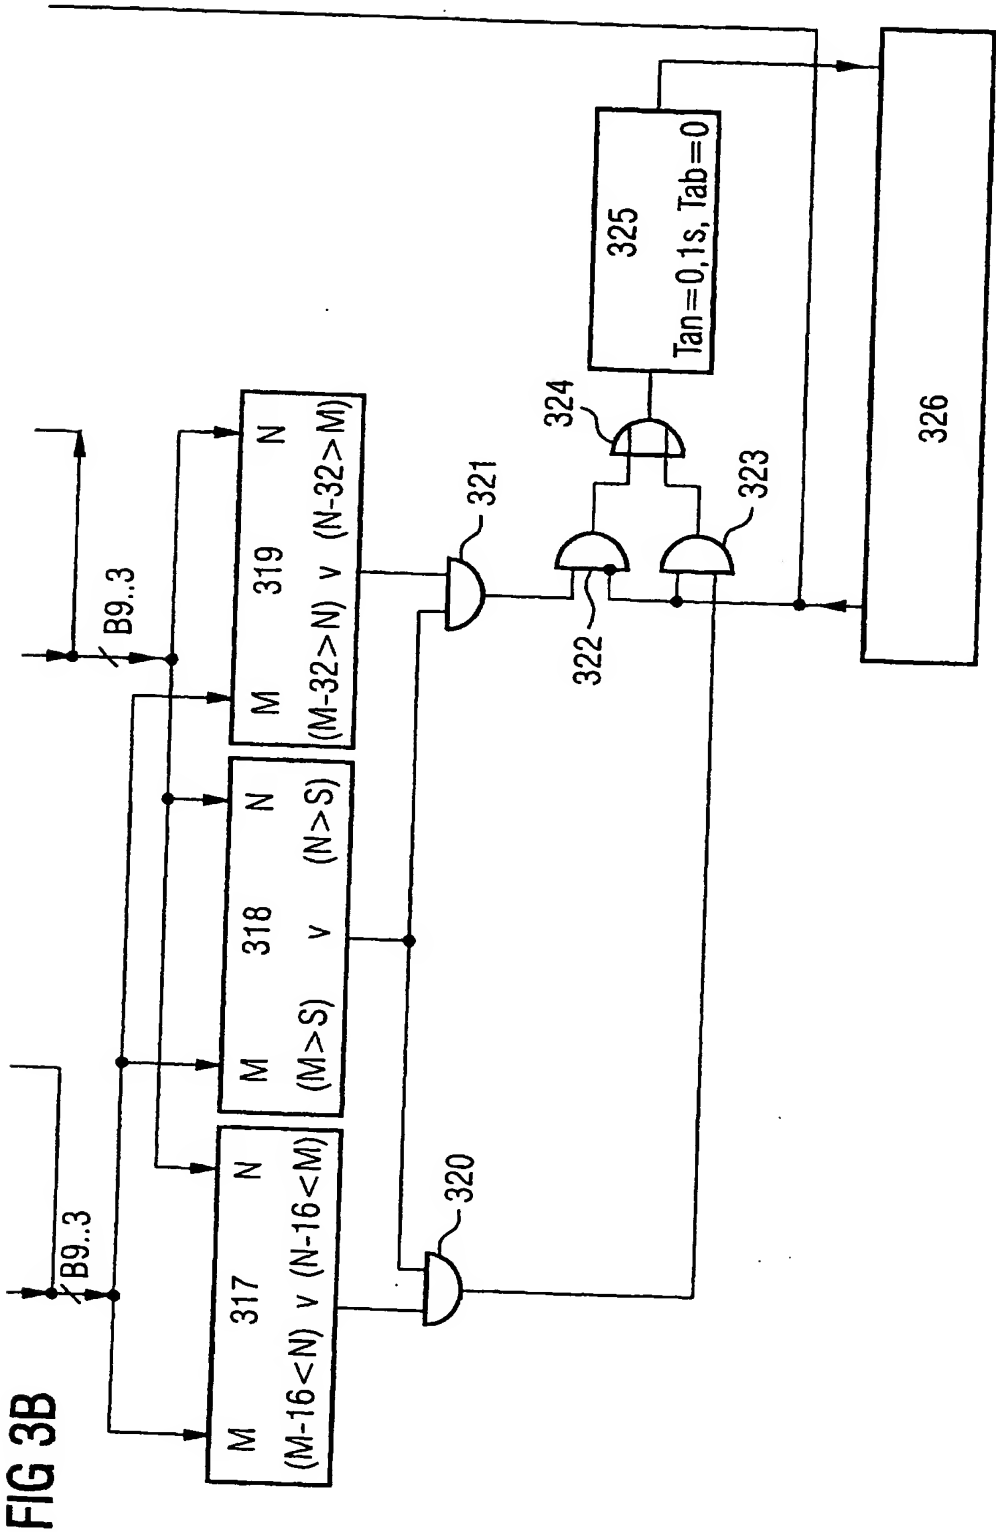 FIG 3B
B9..3
B9..3
M 317 N
(M-16<N) v (N-16<M)
M 318 N
(M>S) v (N>S)
M 319 N
(M-32>N) v (N-32>M)
320
321
322
323
324
325
Tan=0,1s, Tab=0
326